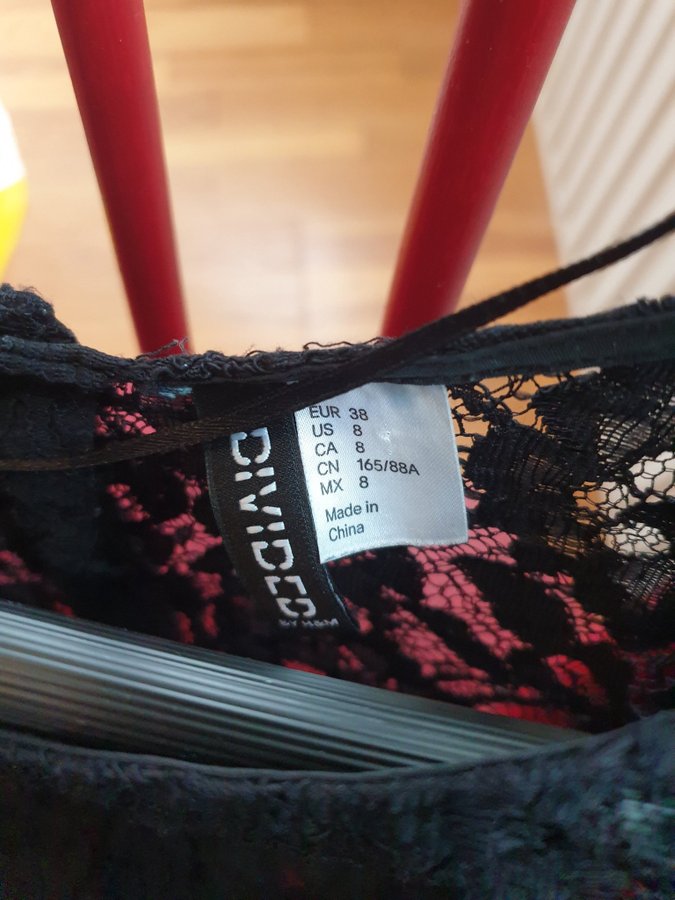 DIVIDED
BY H&M
EUR 38
US 8
CA 8
CN 165/88A
MX 8
Made in
China